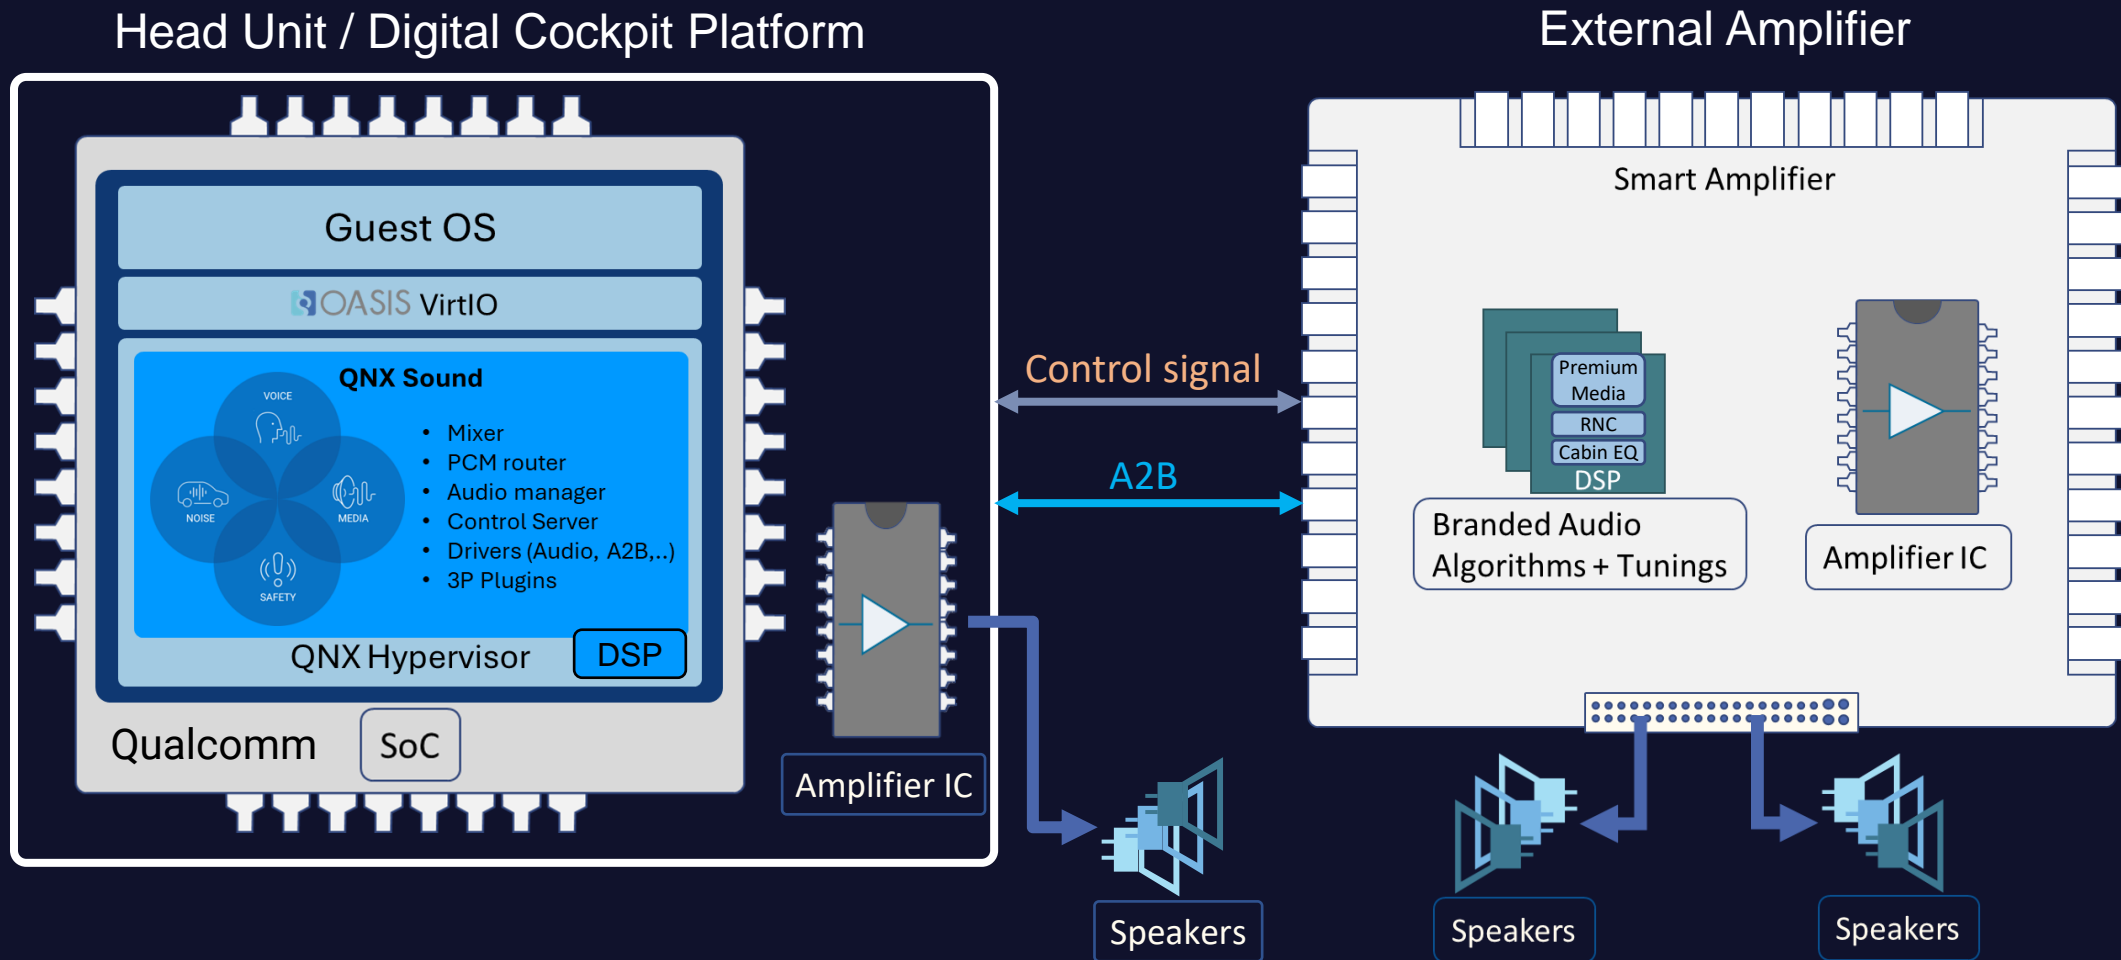 Head Unit / Digital Cockpit Platform
External Amplifier
Guest OS
OASIS VirtIO
QNX Sound
VOICE
NOISE
MEDIA
SAFETY
• Mixer
• PCM router
• Audio manager
• Control Server
• Drivers (Audio, A2B,..)
• 3P Plugins
QNX Hypervisor
DSP
Qualcomm
SoC
Amplifier IC
Speakers
Control signal
A2B
Smart Amplifier
Premium
Media
RNC
Cabin EQ
DSP
Branded Audio
Algorithms + Tunings
Amplifier IC
Speakers
Speakers